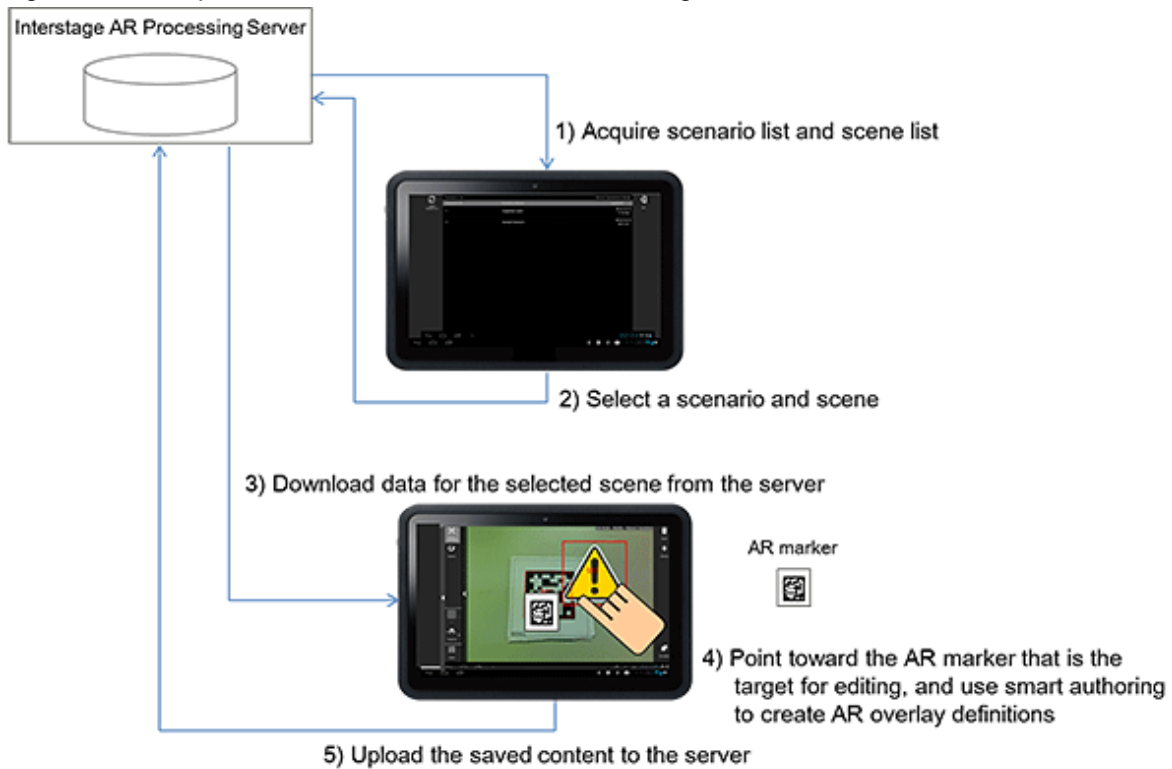 Interstage AR Processing Server
1) Acquire scenario list and scene list
2) Select a scenario and scene
3) Download data for the selected scene from the server
AR marker
4) Point toward the AR marker that is the
target for editing, and use smart authoring
to create AR overlay definitions
5) Upload the saved content to the server